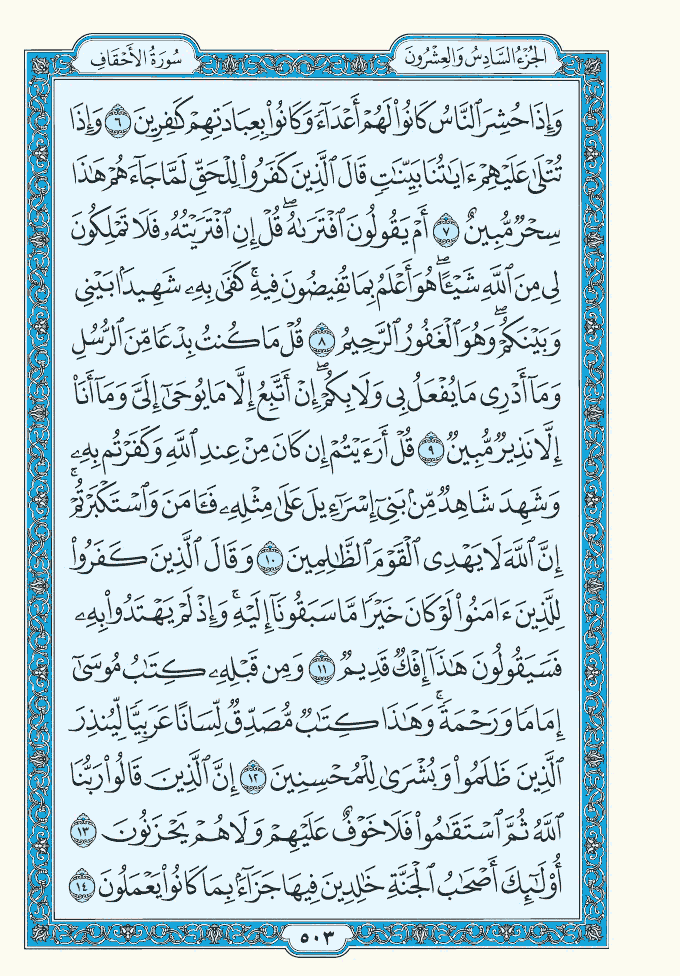 الجُزْءُ السَّادِسُ وَالعِشْرُونَ
سُورَةُ الأَحْقَافِ
وَإِذَا حُشِرَ ٱلنَّاسُ كَانُوا۟ لَهُمْ أَعْدَآءً وَكَانُوا۟ بِعِبَادَتِهِمْ كَٰفِرِينَ ٦ وَإِذَا
تُتْلَىٰ عَلَيْهِمْ ءَايَٰتُنَا بَيِّنَٰتٍ قَالَ ٱلَّذِينَ كَفَرُوا۟ لِلْحَقِّ لَمَّا جَآءَهُمْ هَٰذَا
سِحْرٌ مُّبِينٌ ٧ أَمْ يَقُولُونَ ٱفْتَرَىٰهُ ۖ قُلْ إِنِ ٱفْتَرَيْتُهُۥ فَلَا تَمْلِكُونَ
لِى مِنَ ٱللَّهِ شَيْـًٔا ۖ هُوَ أَعْلَمُ بِمَا تُفِيضُونَ فِيهِ ۖ كَفَىٰ بِهِۦ شَهِيدًۢا بَيْنِى
وَبَيْنَكُمْ ۖ وَهُوَ ٱلْغَفُورُ ٱلرَّحِيمُ ٨ قُلْ مَا كُنتُ بِدْعًا مِّنَ ٱلرُّسُلِ
وَمَآ أَدْرِى مَا يُفْعَلُ بِى وَلَا بِكُمْ ۖ إِنْ أَتَّبِعُ إِلَّا مَا يُوحَىٰٓ إِلَىَّ وَمَآ أَنَا۠
إِلَّا نَذِيرٌ مُّبِينٌ ٩ قُلْ أَرَءَيْتُمْ إِن كَانَ مِنْ عِندِ ٱللَّهِ وَكَفَرْتُم بِهِۦ
وَشَهِدَ شَاهِدٌ مِّنۢ بَنِىٓ إِسْرَٰٓءِيلَ عَلَىٰ مِثْلِهِۦ فَـَٔامَنَ وَٱسْتَكْبَرْتُمْ ۚ
إِنَّ ٱللَّهَ لَا يَهْدِى ٱلْقَوْمَ ٱلظَّٰلِمِينَ ١٠ وَقَالَ ٱلَّذِينَ كَفَرُوا۟
لِلَّذِينَ ءَامَنُوا۟ لَوْ كَانَ خَيْرًا مَّا سَبَقُونَآ إِلَيْهِ ۚ وَإِذْ لَمْ يَهْتَدُوا۟ بِهِۦ
فَسَيَقُولُونَ هَٰذَآ إِفْكٌ قَدِيمٌ ١١ وَمِن قَبْلِهِۦ كِتَٰبُ مُوسَىٰٓ
إِمَامًا وَرَحْمَةً ۚ وَهَٰذَا كِتَٰبٌ مُّصَدِّقٌ لِّسَانًا عَرَبِيًّا لِّيُنذِرَ
ٱلَّذِينَ ظَلَمُوا۟ وَبُشْرَىٰ لِلْمُحْسِنِينَ ١٢ إِنَّ ٱلَّذِينَ قَالُوا۟ رَبُّنَا
ٱللَّهُ ثُمَّ ٱسْتَقَٰمُوا۟ فَلَا خَوْفٌ عَلَيْهِمْ وَلَا هُمْ يَحْزَنُونَ ١٣
أُو۟لَٰٓئِكَ أَصْحَٰبُ ٱلْجَنَّةِ خَٰلِدِينَ فِيهَا جَزَآءًۢ بِمَا كَانُوا۟ يَعْمَلُونَ ١٤
٥٠٣